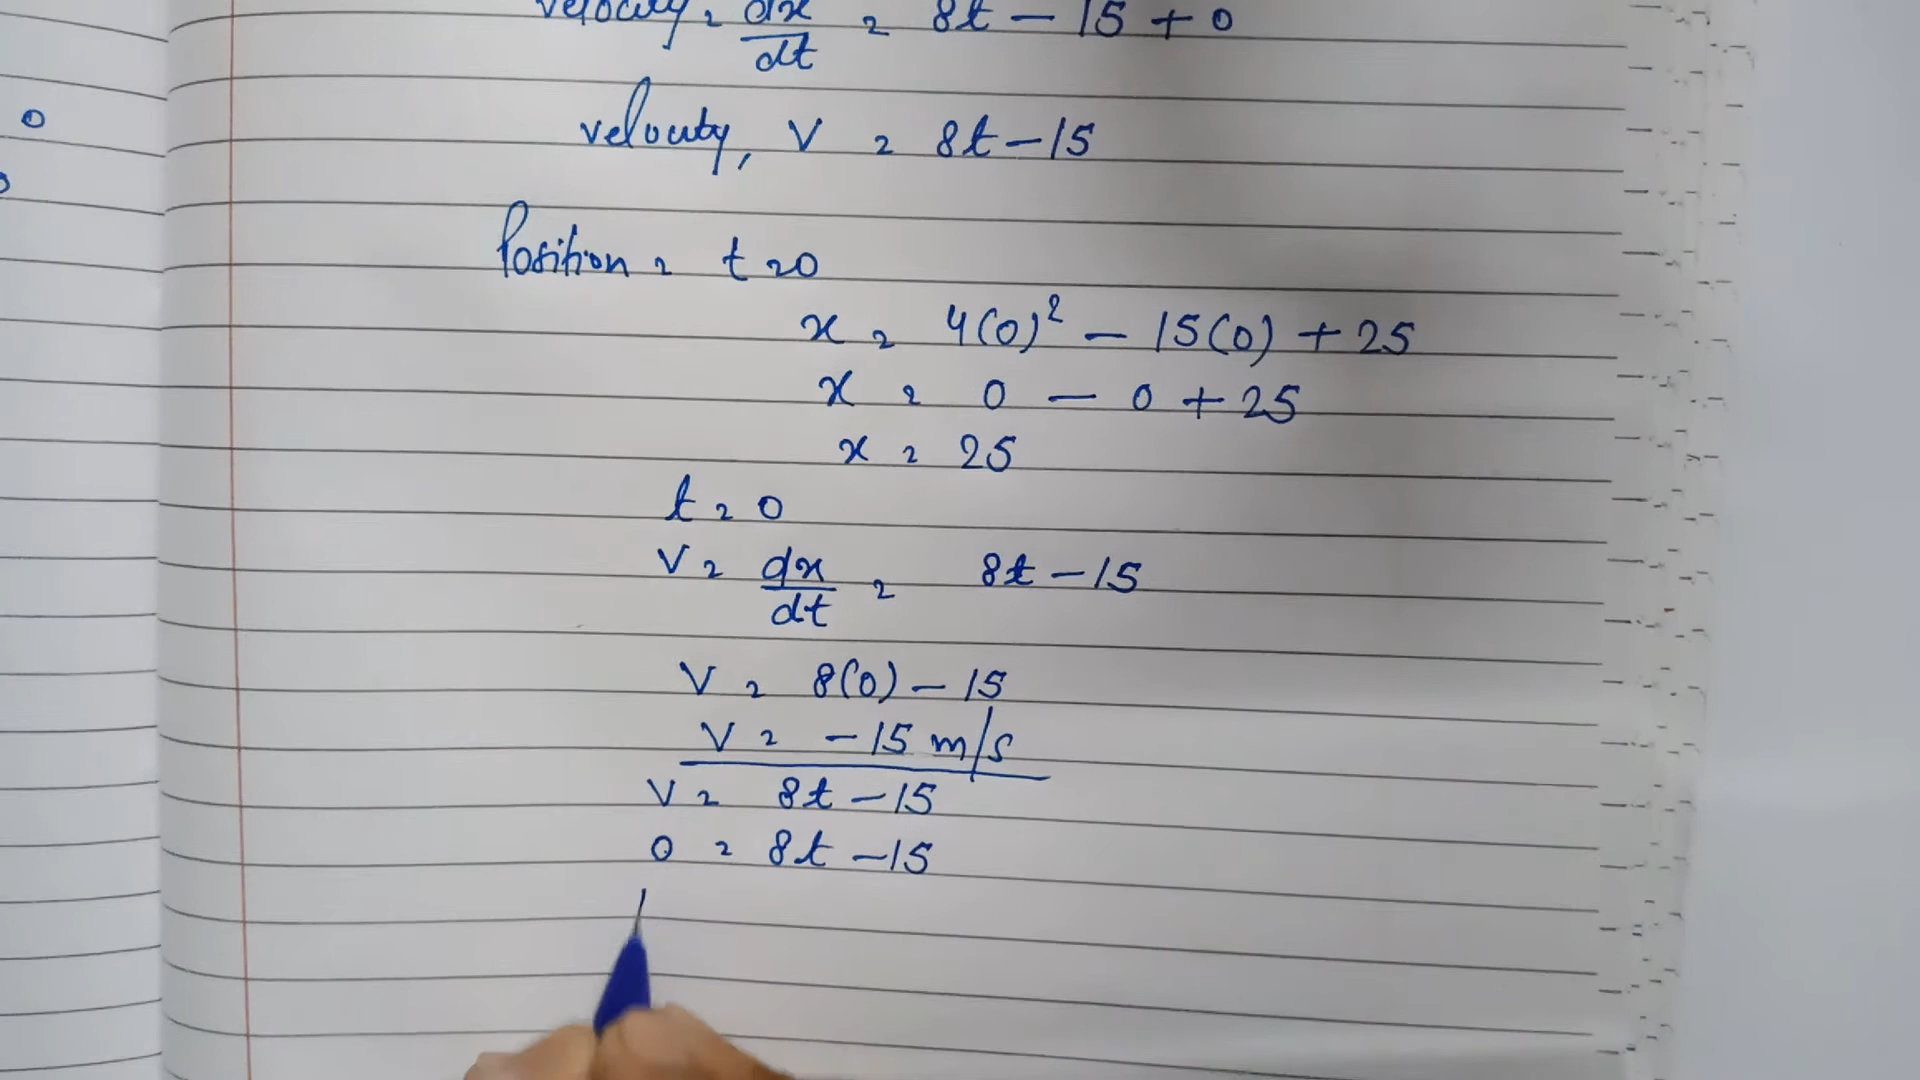 velocity = dx/dt = 8t - 15 + 0
velocity, V = 8t - 15
Position = t = 0
x = 4(0)² - 15(0) + 25
x = 0 - 0 + 25
x = 25
t = 0
V = dx/dt = 8t - 15
V = 8(0) - 15
V = -15 m/s
V = 8t - 15
0 = 8t - 15
0